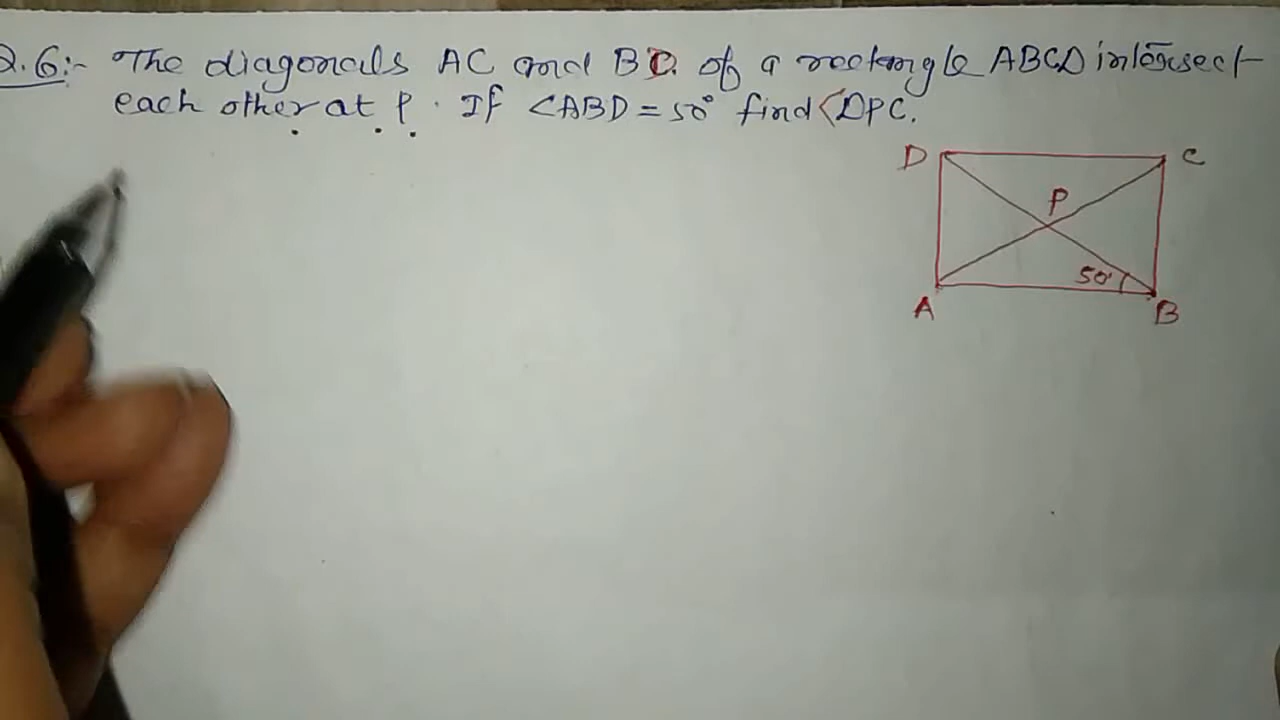 Q.6:- The diagonals AC and BD. of a rectangle ABCD intersect
each other at P. If <ABD = 50° find <DPC.
D
C
P
50°
A
B